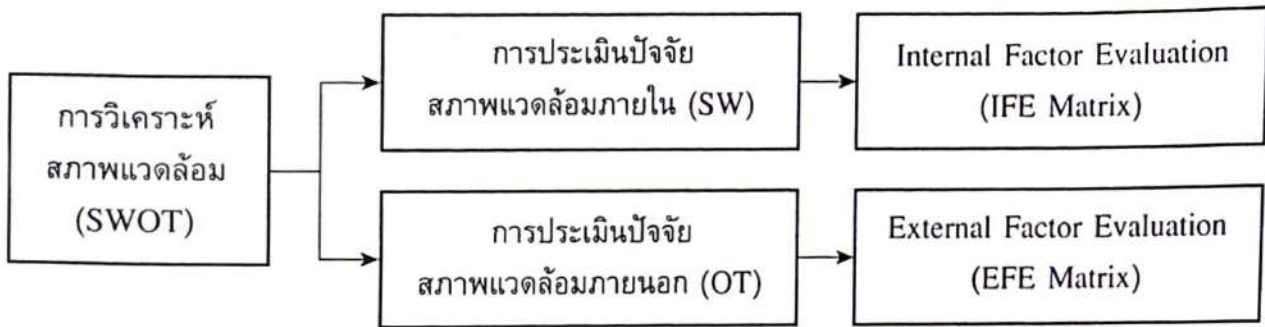 การวิเคราะห์
สภาพแวดล้อม
(SWOT)
การประเมินปัจจัย
สภาพแวดล้อมภายใน (SW)
Internal Factor Evaluation
(IFE Matrix)
การประเมินปัจจัย
สภาพแวดล้อมภายนอก (OT)
External Factor Evaluation
(EFE Matrix)